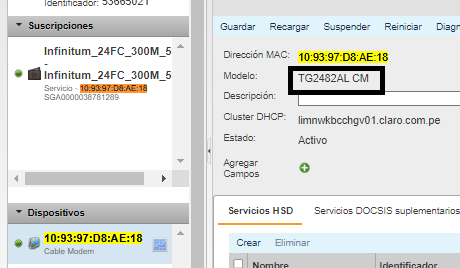 Identificador: 53665021
Suscripciones
Infinitum_24FC_300M_5
-
Infinitum_24FC_300M_5
Servicio - 10:93:97:D8:AE:18
SGA0000038781289
Dispositivos
10:93:97:D8:AE:18
Cable Modem
Guardar Recargar Suspender Reiniciar Diagn
Dirección MAC: 10:93:97:D8:AE:18
Modelo: TG2482AL CM
Descripción:
Cluster DHCP: limnwkbcchgv01.claro.com.pe
Estado: Activo
Agregar
Campos
Servicios HSD Servicios DOCSIS suplementarios
Crear Eliminar
Nombre Identificador